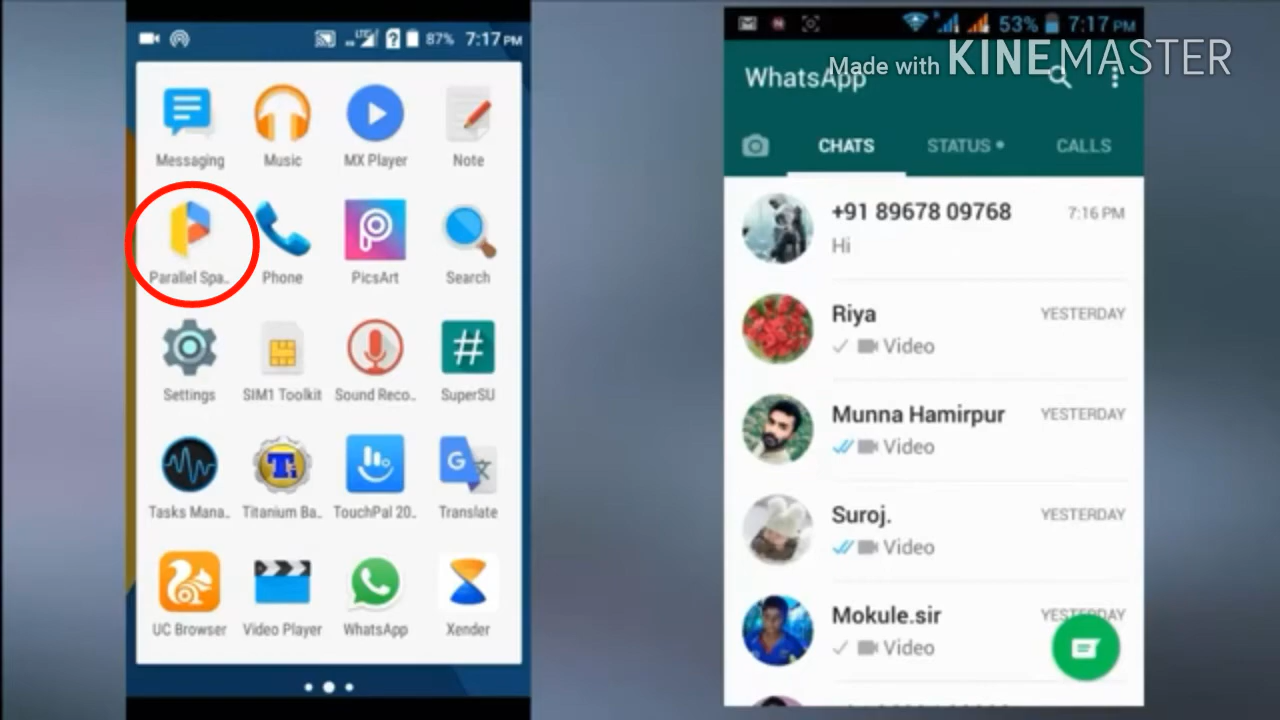 87% 7:17 PM
Messaging Music MX Player Note
Parallel Spa.. Phone PicsArt Search
Settings SIM1 Toolkit Sound Reco.. SuperSU
Tasks Mana.. Titanium Ba.. TouchPal 20.. Translate
UC Browser Video Player WhatsApp Xender
53% 7:17 PM
Made with KINEMASTER
WhatsApp
CHATS STATUS • CALLS
+91 89678 09768 7:16 PM
Hi
Riya YESTERDAY
Video
Munna Hamirpur YESTERDAY
Video
Suroj. YESTERDAY
Video
Mokule.sir YESTERDAY
Video